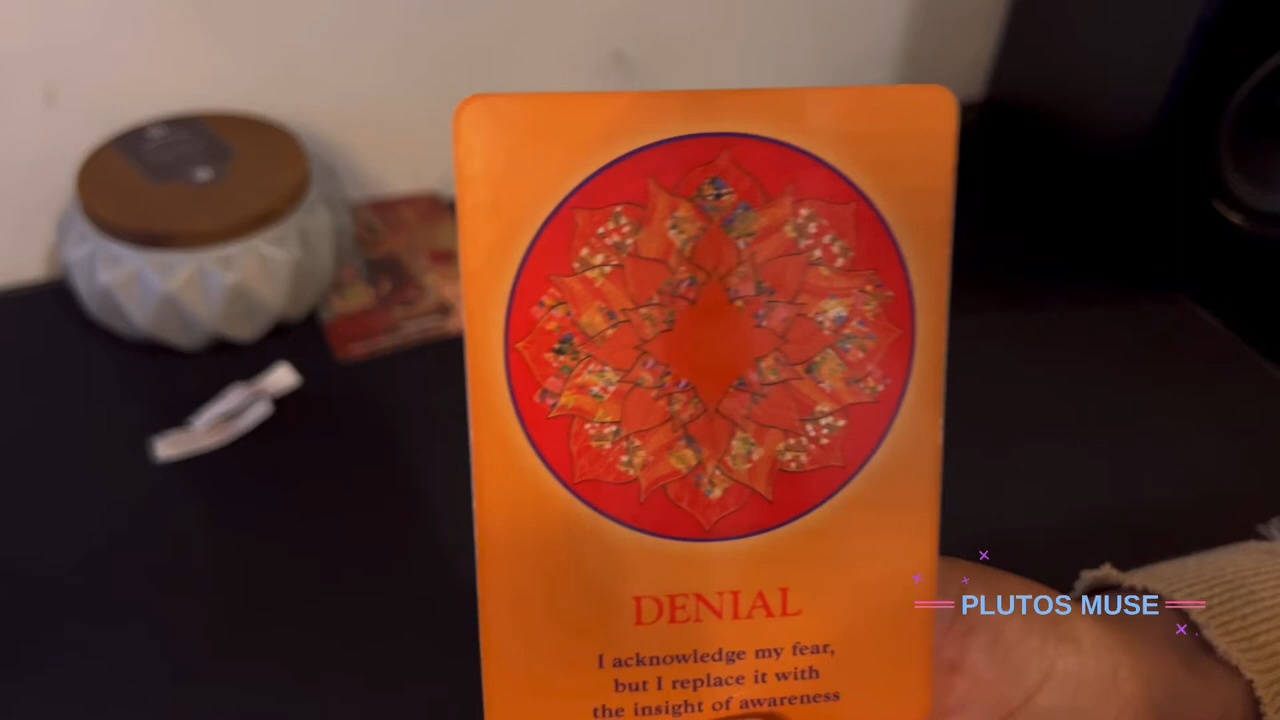 DENIAL
I acknowledge my fear,
but I replace it with
the insight of awareness
PLUTOS MUSE